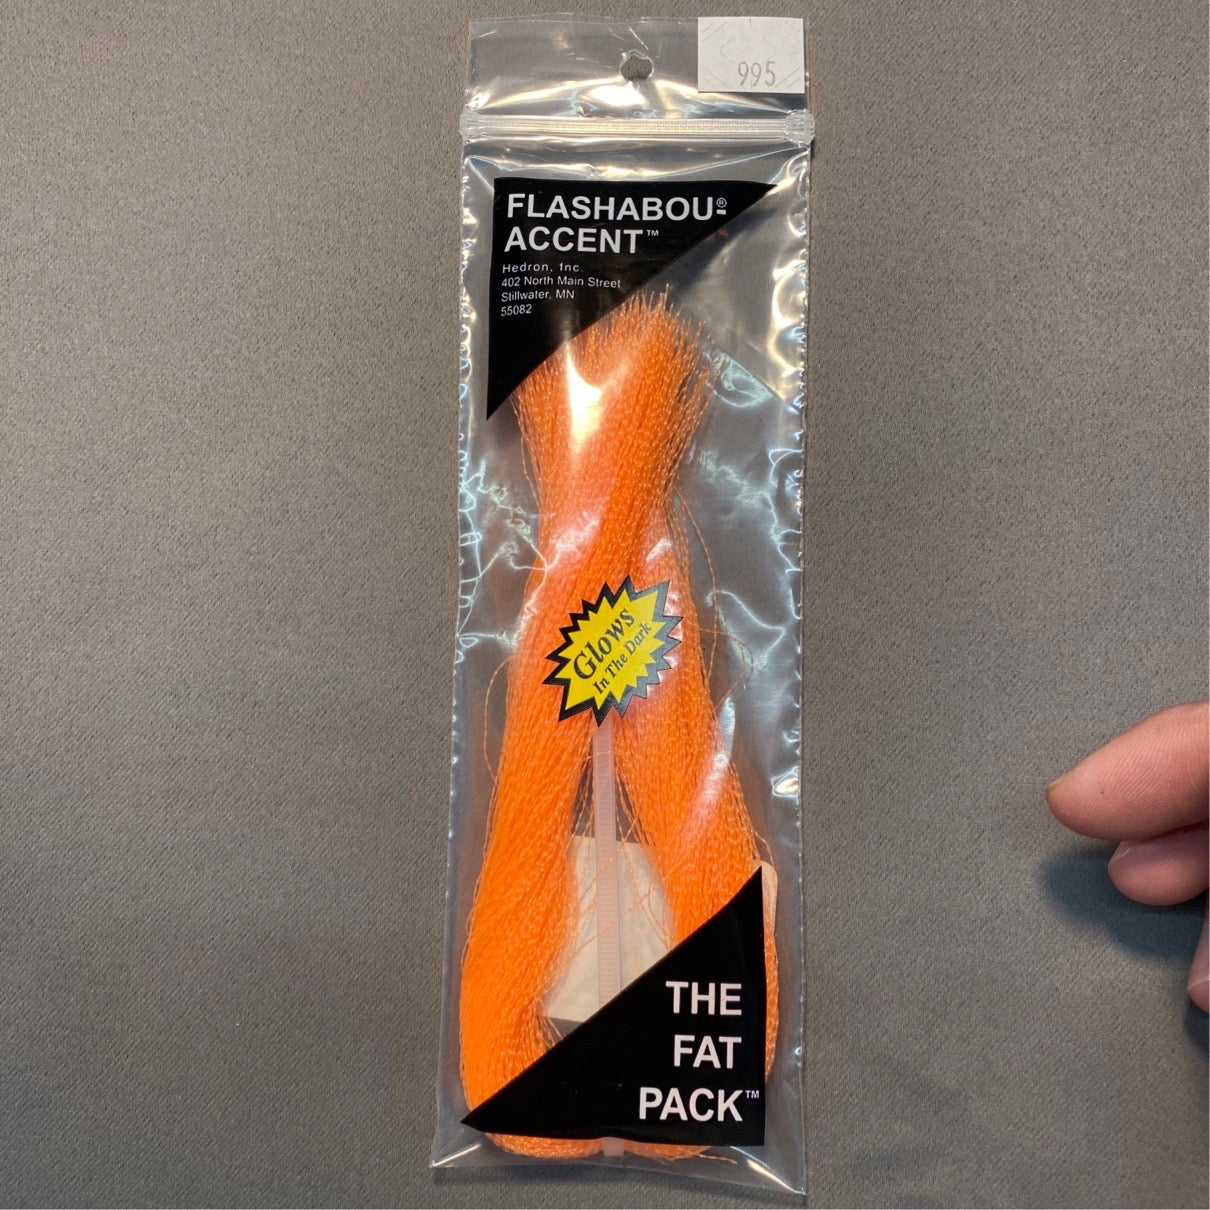 995
FLASHABOU®
ACCENT™
Hedron, Inc.
402 North Main Street
Stillwater, MN
55082
Glows
In The Dark
THE
FAT
PACK™